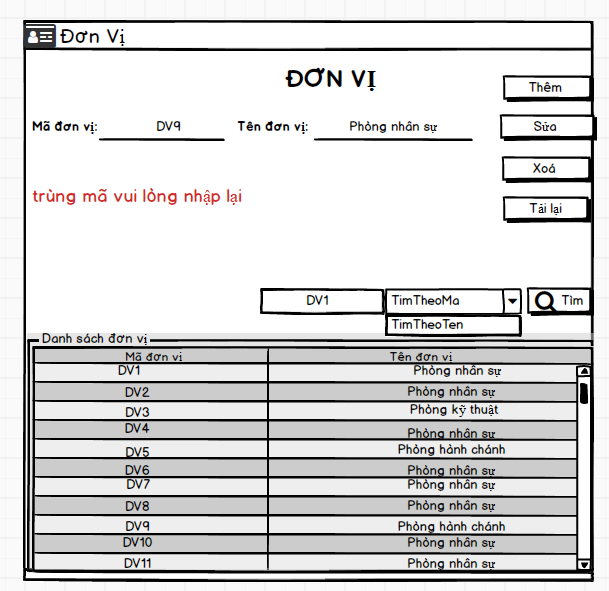 Đơn Vị
ĐƠN VỊ
Thêm
Mã đơn vị: DV9 Tên đơn vị: Phòng nhân sự
Sửa
Xoá
trùng mã vui lòng nhập lại
Tải lại
DV1 TimTheoMa Tìm
TimTheoTen
Danh sách đơn vị
Mã đơn vị Tên đơn vị
DV1 Phòng nhân sự
DV2 Phòng nhân sự
DV3 Phòng kỹ thuật
DV4 Phòng nhân sự
DV5 Phòng hành chánh
DV6 Phòng nhân sự
DV7 Phòng nhân sự
DV8 Phòng nhân sự
DV9 Phòng hành chánh
DV10 Phòng nhân sự
DV11 Phòng nhân sự